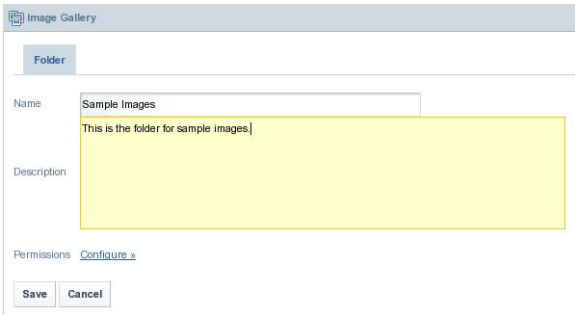 Image Gallery
Folder
Name Sample Images
This is the folder for sample images.
Description
Permissions Configure »
Save Cancel